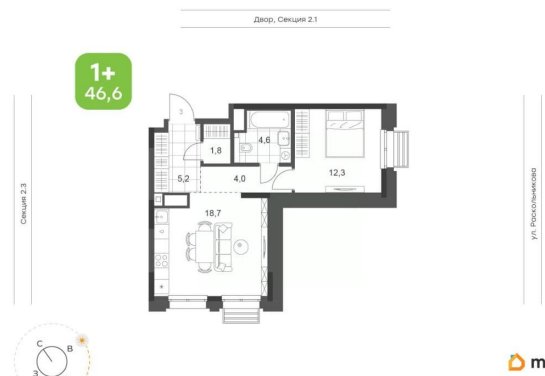 Двор, Секция 2.1
1+
46,6
3
1,8
4,6
12,3
5,2
4,0
18,7
Секция 2.3
ул. Раскольникова
С
В
З
m